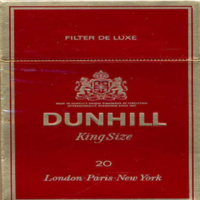 FILTER DE LUXE
DUNHILL
King Size
20
London·Paris·New York